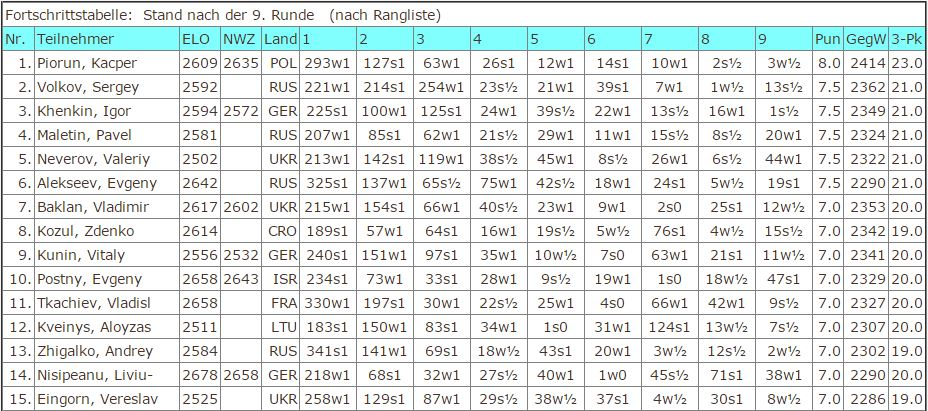 Fortschrittstabelle: Stand nach der 9. Runde (nach Rangliste)
Nr. Teilnehmer ELO NWZ Land 1 2 3 4 5 6 7 8 9 Pun GegW 3-Pk
1. Piorun, Kacper 2609 2635 POL 293w1 127s1 63w1 26s1 12w1 14s1 10w1 2s½ 3w½ 8.0 2414 23.0
2. Volkov, Sergey 2592 RUS 221w1 214s1 254w1 23s½ 21w1 39s1 7w1 1w½ 13s½ 7.5 2362 21.0
3. Khenkin, Igor 2594 2572 GER 225s1 100w1 125s1 24w1 39s½ 22w1 13s½ 16w1 1s½ 7.5 2349 21.0
4. Maletin, Pavel 2581 RUS 207w1 85s1 62w1 21s½ 29w1 11w1 15s½ 8s½ 20w1 7.5 2324 21.0
5. Neverov, Valeriy 2502 UKR 213w1 142s1 119w1 38s½ 45w1 8s½ 26w1 6s½ 44w1 7.5 2322 21.0
6. Alekseev, Evgeny 2642 RUS 325s1 137w1 65s½ 75w1 42s½ 18w1 24s1 5w½ 19s1 7.5 2290 21.0
7. Baklan, Vladimir 2617 2602 UKR 215w1 154s1 66w1 40s½ 23w1 9w1 2s0 25s1 12w½ 7.0 2353 20.0
8. Kozul, Zdenko 2614 CRO 189s1 57w1 64s1 16w1 19s½ 5w½ 76s1 4w½ 15s½ 7.0 2342 19.0
9. Kunin, Vitaly 2556 2532 GER 240s1 151w1 97s1 35w1 10w½ 7s0 63w1 21s1 11w½ 7.0 2341 20.0
10. Postny, Evgeny 2658 2643 ISR 234s1 73w1 33s1 28w1 9s½ 19w1 1s0 18w½ 47s1 7.0 2329 20.0
11. Tkachiev, Vladisl 2658 FRA 330w1 197s1 30w1 22s½ 25w1 4s0 66w1 42w1 9s½ 7.0 2327 20.0
12. Kveinys, Aloyzas 2511 LTU 183s1 150w1 83s1 34w1 1s0 31w1 124s1 13w½ 7s½ 7.0 2307 20.0
13. Zhigalko, Andrey 2584 RUS 341s1 141w1 69s1 18w½ 43s1 20w1 3w½ 12s½ 2w½ 7.0 2302 19.0
14. Nisipeanu, Liviu- 2678 2658 GER 218w1 68s1 32w1 27s½ 40w1 1w0 45s½ 71s1 38w1 7.0 2290 20.0
15. Eingorn, Vereslav 2525 UKR 258w1 129s1 87w1 29s½ 38w½ 37s1 4w½ 30s1 8w½ 7.0 2286 19.0